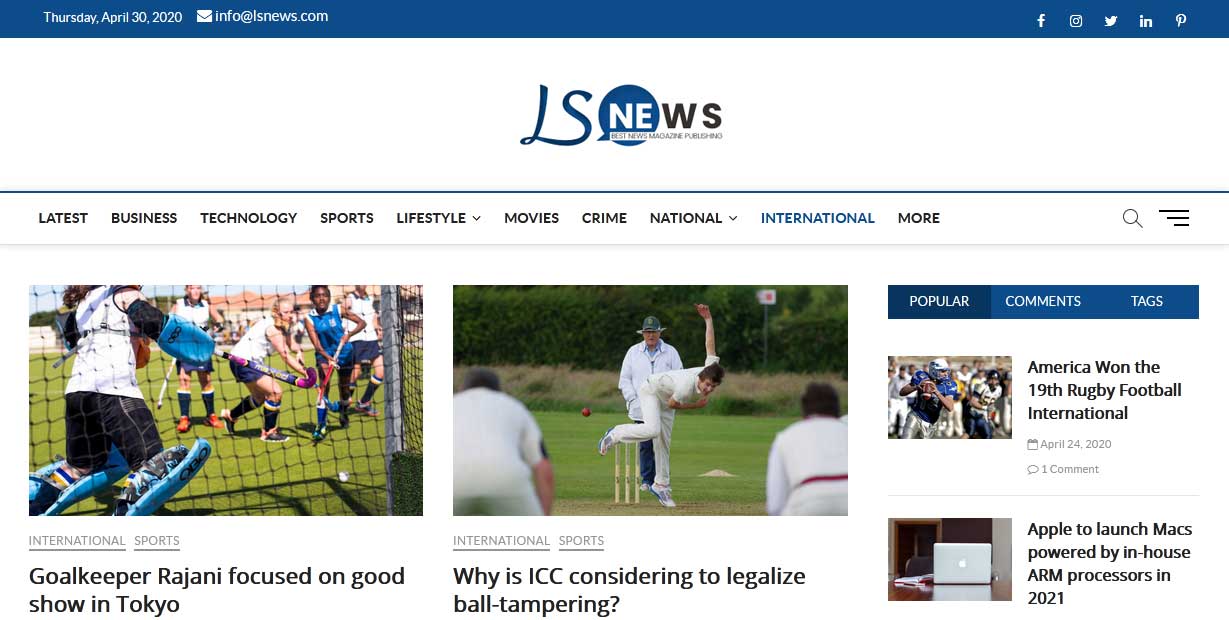 Thursday, April 30, 2020 info@lsnews.com
LS NEWS
BEST NEWS MAGAZINE PUBLISHING
LATEST BUSINESS TECHNOLOGY SPORTS LIFESTYLE MOVIES CRIME NATIONAL INTERNATIONAL MORE
OBO
OBO
INTERNATIONAL SPORTS
Goalkeeper Rajani focused on good
show in Tokyo
INTERNATIONAL SPORTS
Why is ICC considering to legalize
ball-tampering?
POPULAR COMMENTS TAGS
America Won the
19th Rugby Football
International
April 24, 2020
1 Comment
Apple to launch Macs
powered by in-house
ARM processors in
2021